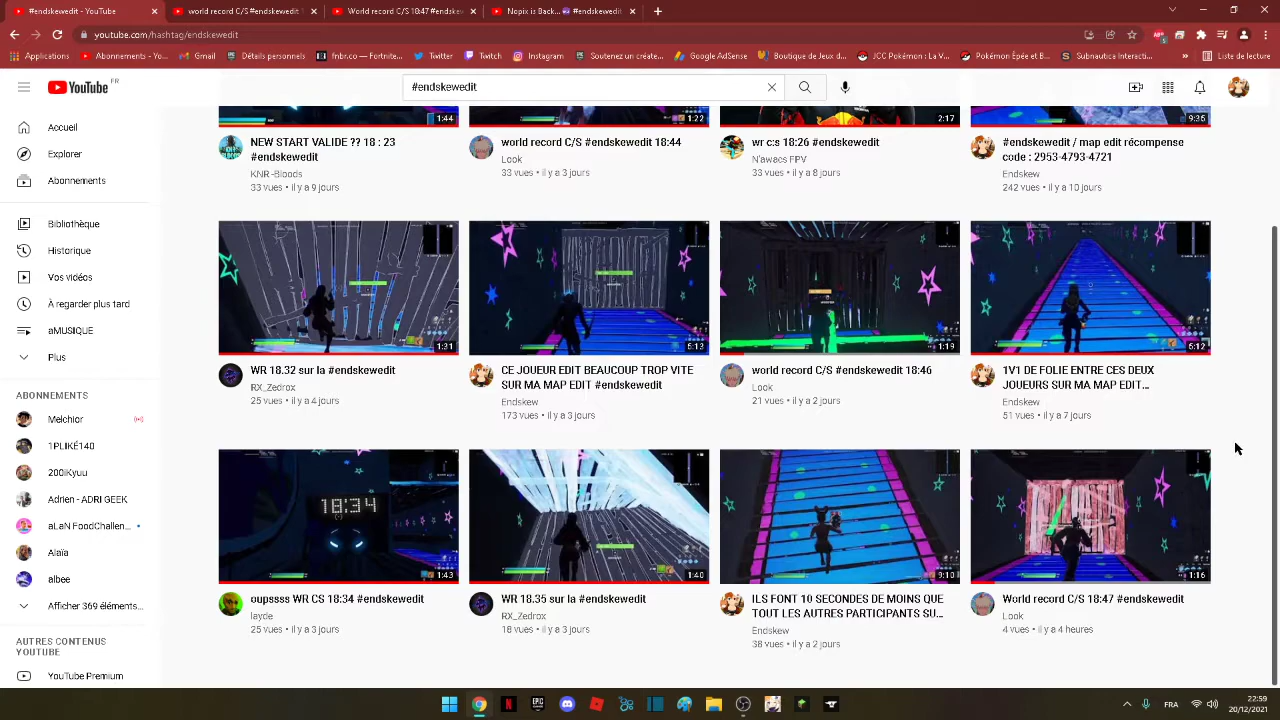 #endskewedit - YouTube
world record C/S #endskewedit 1
World record C/S 18:47 #endskew
Nopix is Back... #endskewedit
youtube.com/hashtag/endskewedit
Applications
Abonnements - Yo...
Gmail
Détails personnels
fnbr.co — Fortnite...
Twitter
Twitch
Instagram
Soutenez un créate...
Google AdSense
Boutique de jeux d...
JCC Pokémon : La V...
Pokémon Épée et B...
Subnautica Interacti...
Liste de lecture
YouTube FR
#endskewedit
Accueil
Explorer
Abonnements
Bibliothèque
Historique
Vos vidéos
À regarder plus tard
aMUSIQUE
Plus
ABONNEMENTS
Melchior
1PLIKÉ140
200iKyuu
Adrien - ADRI GEEK
aLaN FoodChallen...
Alaïa
albee
Afficher 369 éléments...
AUTRES CONTENUS
YOUTUBE
YouTube Premium
1:44
NEW START VALIDE ?? 18 : 23
#endskewedit
KNR -Bloods
33 vues • il y a 9 jours
1:22
world record C/S #endskewedit 18:44
Look
33 vues • il y a 3 jours
2:17
wr c:s 18:26 #endskewedit
N'awacs FPV
33 vues • il y a 8 jours
9:36
#endskewedit / map edit récompense
code : 2953-4793-4721
Endskew
242 vues • il y a 10 jours
1:31
WR 18.32 sur la #endskewedit
RX_Zedrox
25 vues • il y a 4 jours
5:13
CE JOUEUR EDIT BEAUCOUP TROP VITE
SUR MA MAP EDIT #endskewedit
Endskew
173 vues • il y a 3 jours
1:19
world record C/S #endskewedit 18:46
Look
21 vues • il y a 2 jours
5:12
1V1 DE FOLIE ENTRE CES DEUX
JOUEURS SUR MA MAP EDIT...
Endskew
51 vues • il y a 7 jours
18:34
1:43
oupssss WR CS 18:34 #endskewedit
layde
25 vues • il y a 3 jours
1:40
WR 18.35 sur la #endskewedit
RX_Zedrox
18 vues • il y a 3 jours
9:10
ILS FONT 10 SECONDES DE MOINS QUE
TOUT LES AUTRES PARTICIPANTS SU...
Endskew
38 vues • il y a 2 jours
1:16
World record C/S 18:47 #endskewedit
Look
4 vues • il y a 4 heures
FRA
22:59
20/12/2021